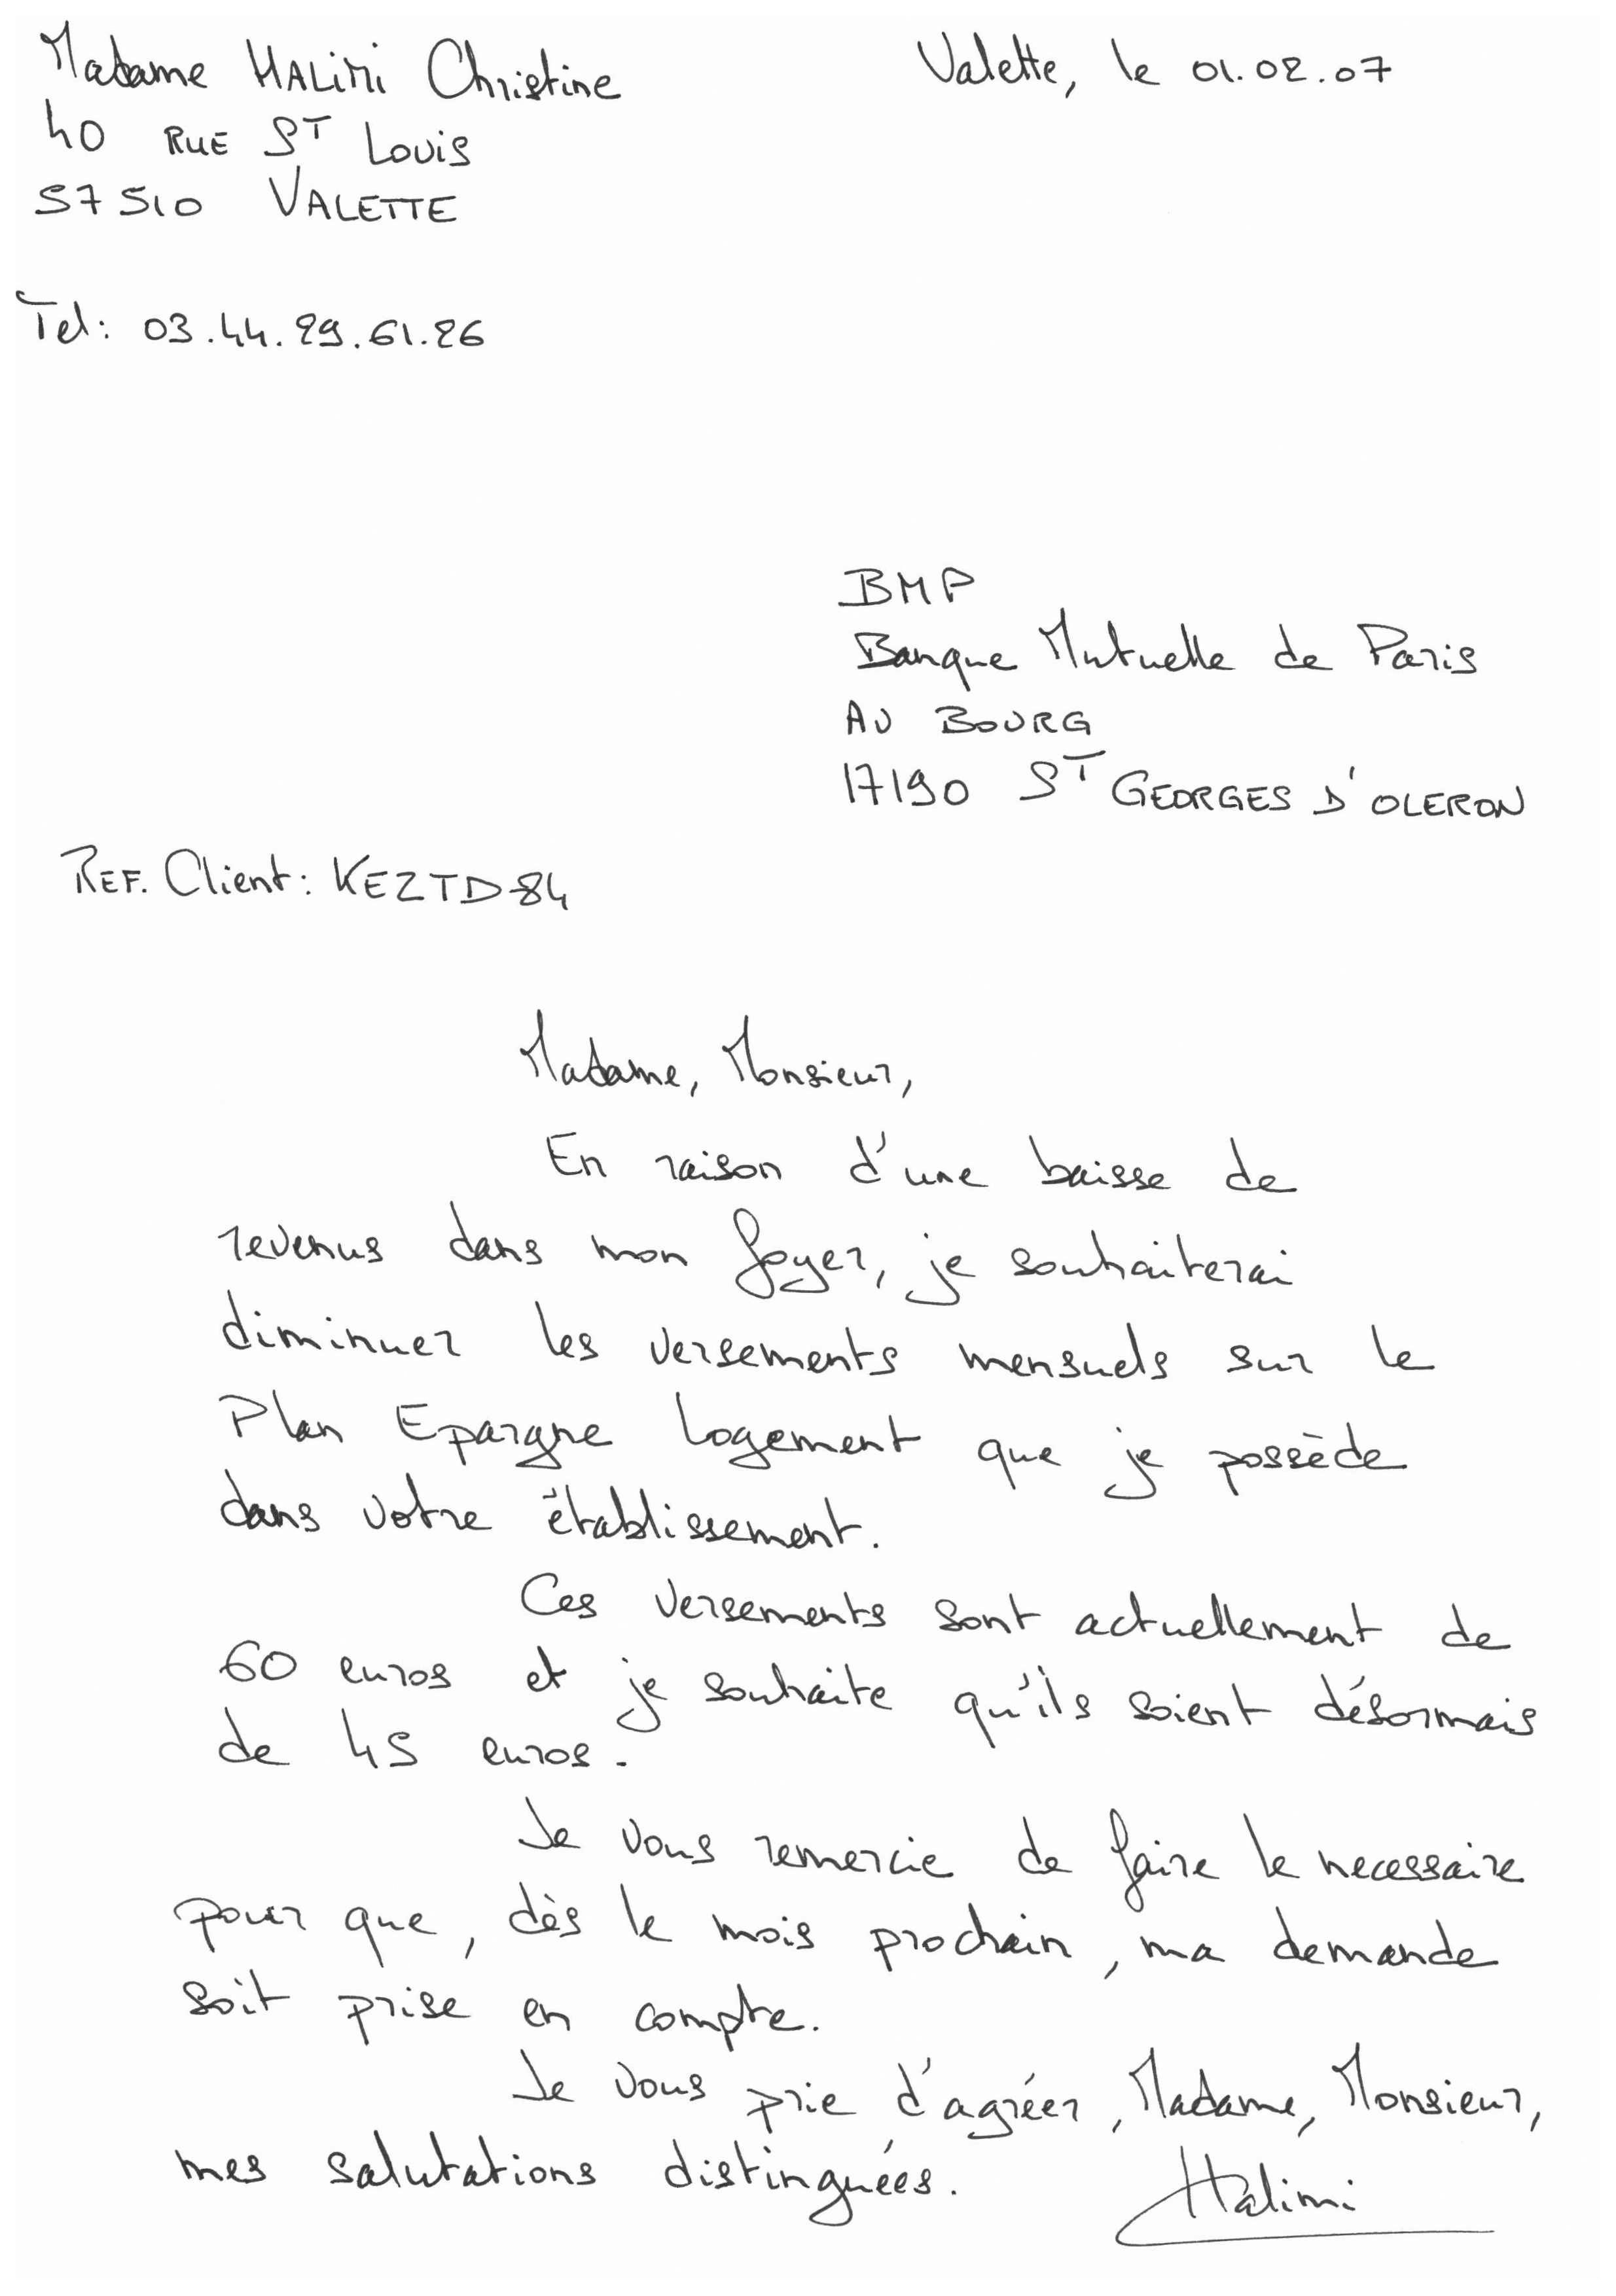 Madame HALIMI Christine
Valette, le 01.02.07
40 RUE ST Louis
57510 VALETTE
Tel: 03.44.29.61.26
BMP
Banque Mutuelle de Paris
AU BOURG
17190 ST GEORGES D'OLERON
REF. Client: KEZTD84
Madame, Monsieur,
En raison d'une baisse de
revenus dans mon foyer, je souhaiterai
diminuer les versements mensuels sur le
Plan Epargne Logement que je possède
dans votre établissement.
Ces versements sont actuellement de
60 euros et je souhaite qu'ils soient désormais
de 45 euros.
Je vous remercie de faire le necessaire
pour que, dès le mois prochain, ma demande
soit prise en compte.
Je vous prie d'agréer, Madame, Monsieur,
mes salutations distinguées.
Halimi